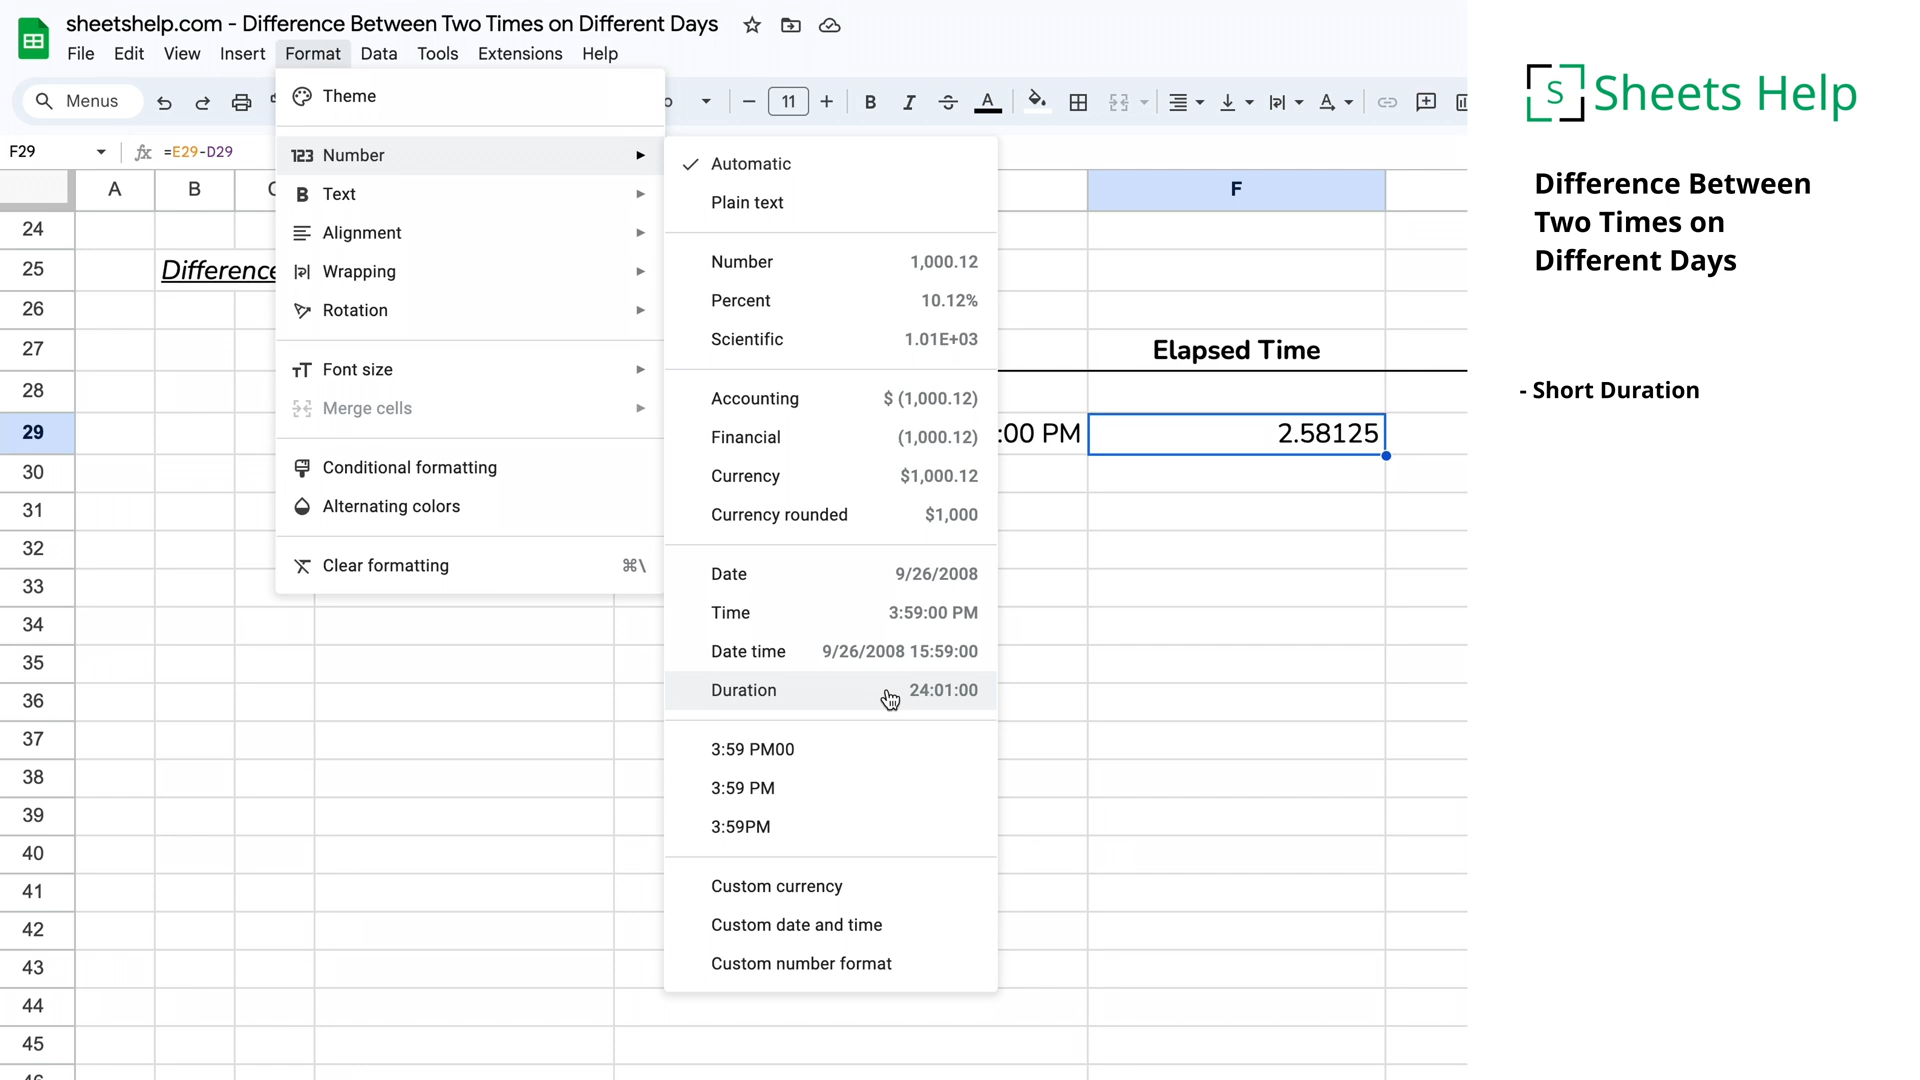 sheetshelp.com - Difference Between Two Times on Different Days
File Edit View Insert Format Data Tools Extensions Help
Menus
11
F29
=E29-D29
A B C F
Theme
123 Number
Text
Alignment
Wrapping
Rotation
Font size
Merge cells
Conditional formatting
Alternating colors
Clear formatting ⌘\
Automatic
Plain text
Number 1,000.12
Percent 10.12%
Scientific 1.01E+03
Accounting $ (1,000.12)
Financial (1,000.12)
Currency $1,000.12
Currency rounded $1,000
Date 9/26/2008
Time 3:59:00 PM
Date time 9/26/2008 15:59:00
Duration 24:01:00
3:59 PM00
3:59 PM
3:59PM
Custom currency
Custom date and time
Custom number format
24
25 Difference
26
27 Elapsed Time
28
29 :00 PM 2.58125
30
31
32
33
34
35
36
37
38
39
40
41
42
43
44
45
46
S Sheets Help
Difference Between
Two Times on
Different Days
- Short Duration